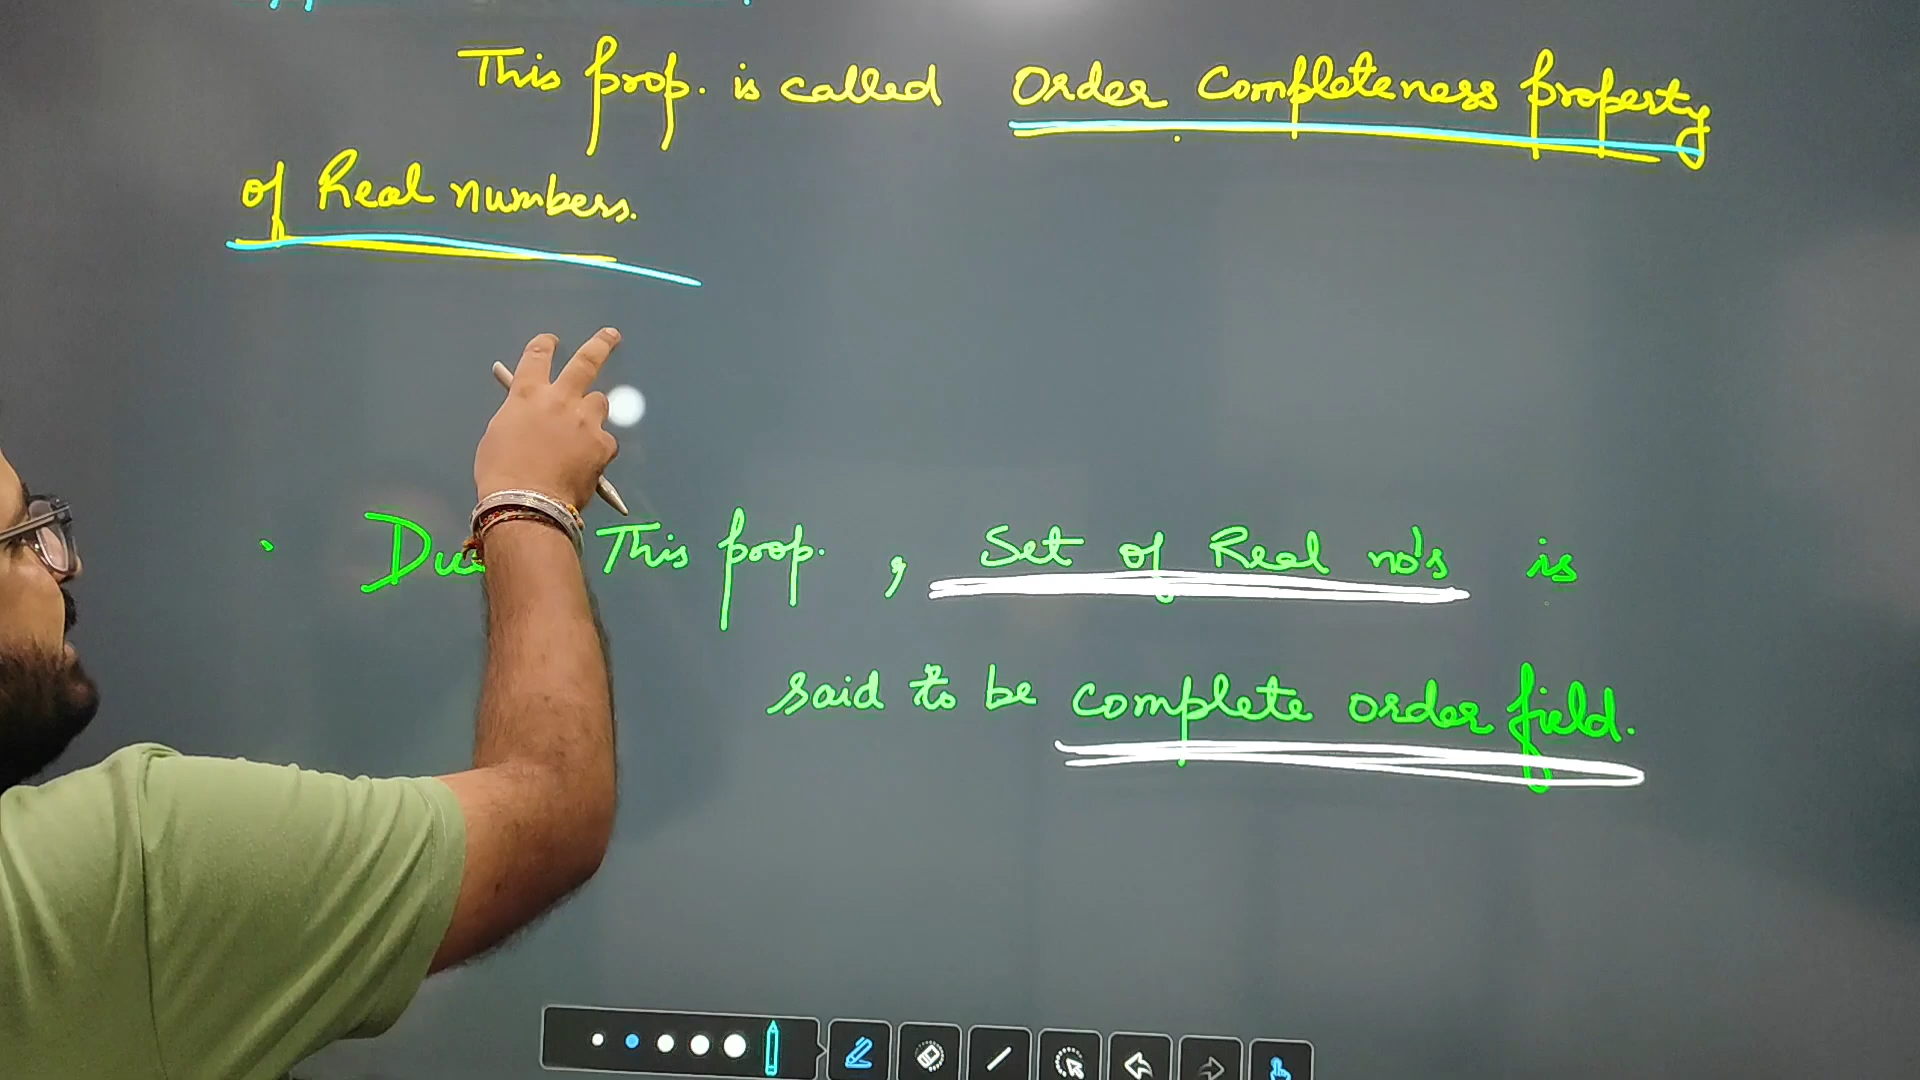 This prop. is called Order Completeness property
of Real numbers.
Due This prop. , Set of Real no's is
said to be complete order field.